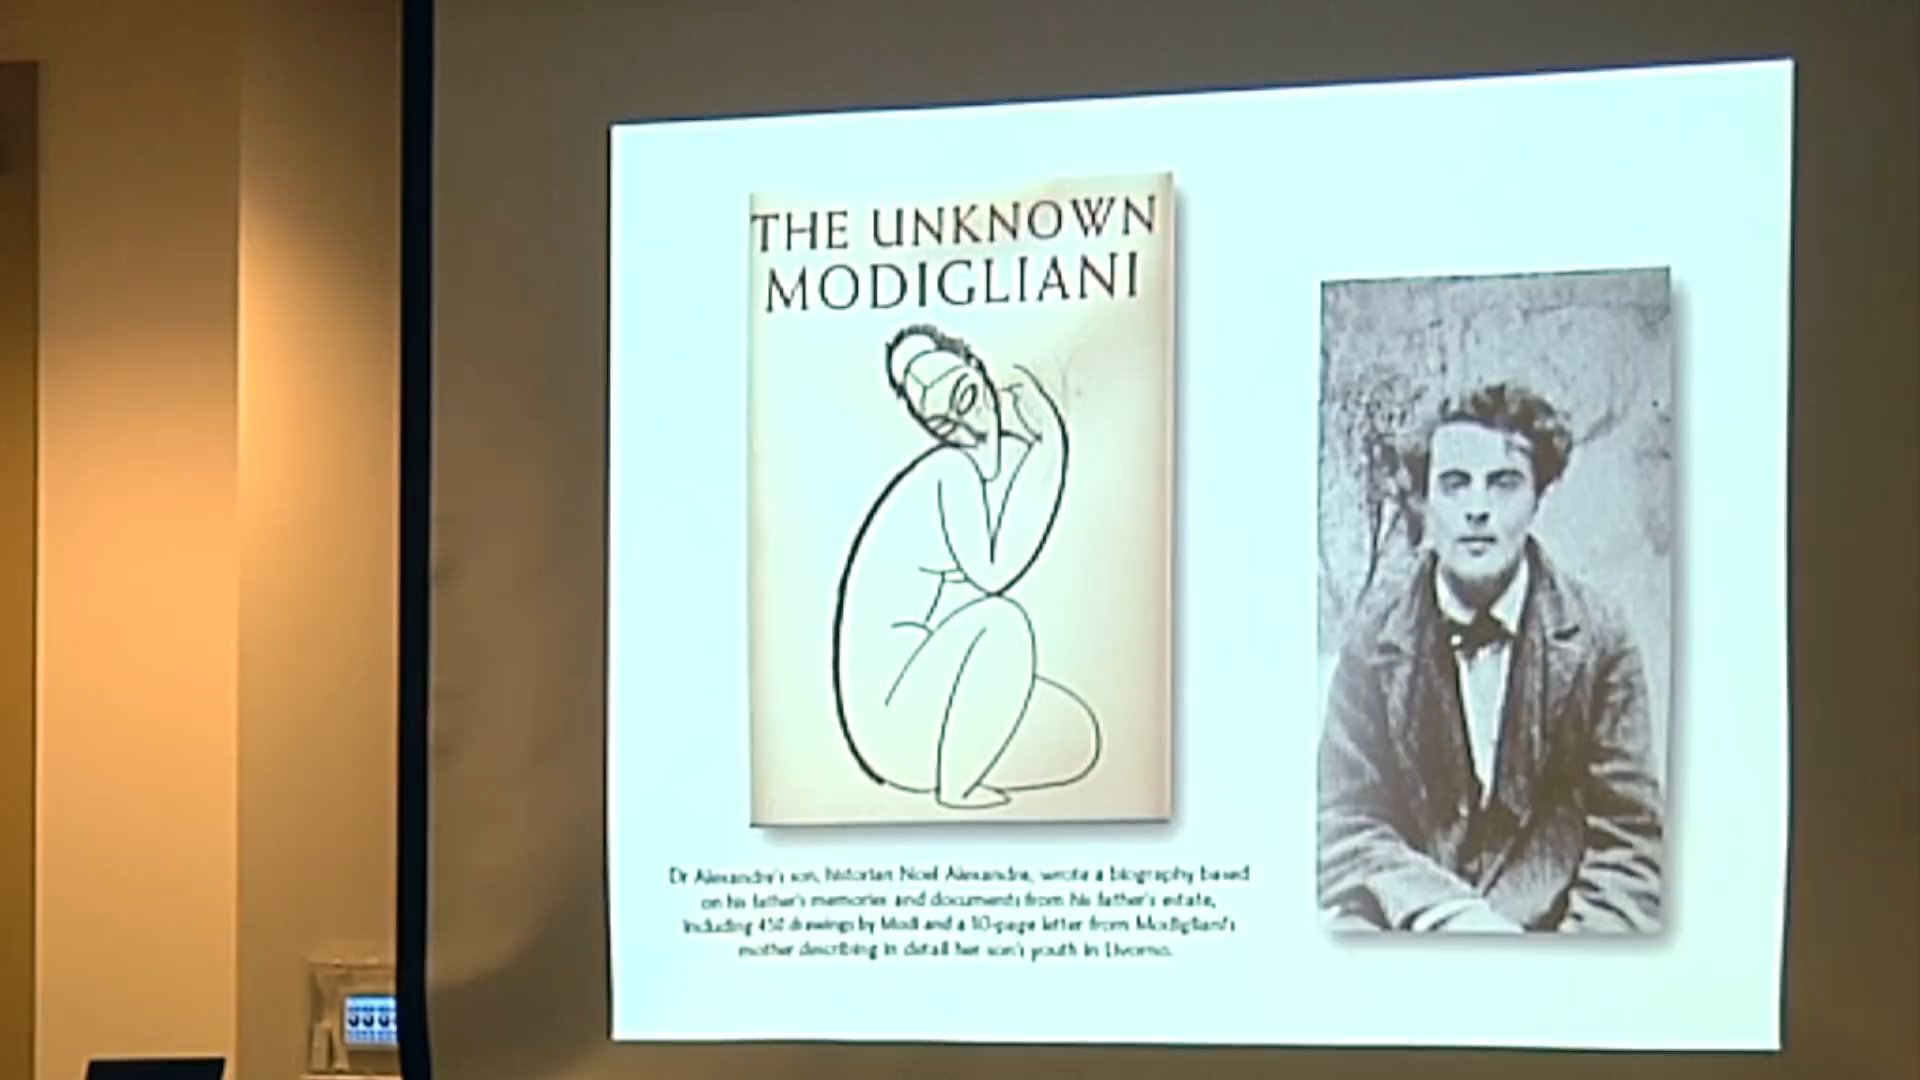 THE UNKNOWN
MODIGLIANI
Dr Alexandre's son, historian Noel Alexandre, wrote a biography based
on his father's memories and documents from his father's estate,
including 450 drawings by Modi and a 10-page letter from Modigliani's
mother describing in detail her son's youth in Livorno.